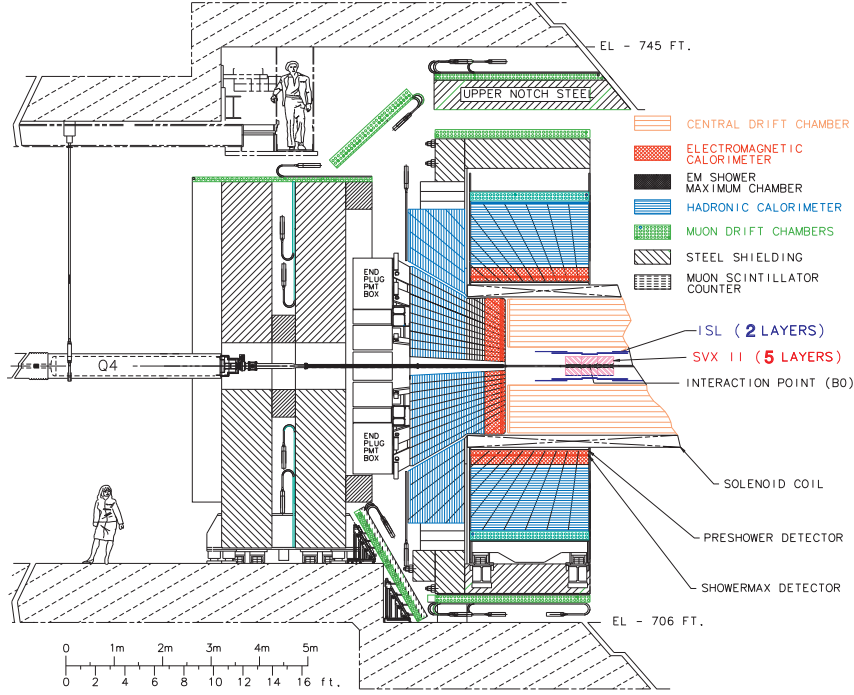 EL - 745 FT.
UPPER NOTCH STEEL
CENTRAL DRIFT CHAMBER
ELECTROMAGNETIC
CALORIMETER
EM SHOWER
MAXIMUM CHAMBER
HADRONIC CALORIMETER
MUON DRIFT CHAMBERS
STEEL SHIELDING
MUON SCINTILLATOR
COUNTER
END
PLUG
PMT
BOX
ISL (2 LAYERS)
SVX II (5 LAYERS)
Q4
INTERACTION POINT (B0)
END
PLUG
PMT
BOX
SOLENOID COIL
PRESHOWER DETECTOR
SHOWERMAX DETECTOR
EL - 706 FT.
0 1m 2m 3m 4m 5m
0 2 4 6 8 10 12 14 16 ft.